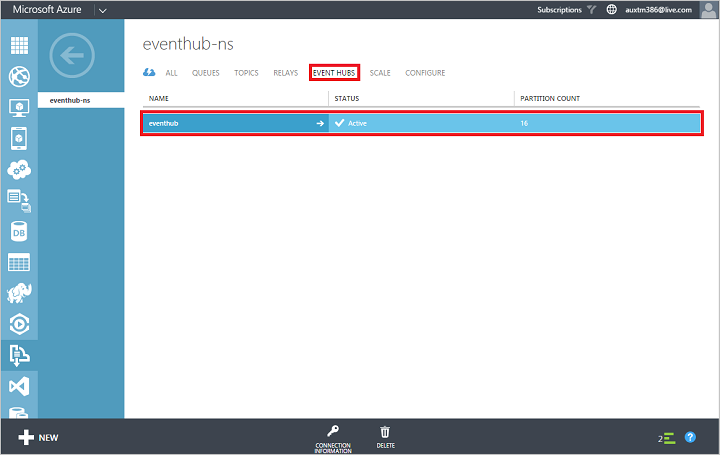 Microsoft Azure
Subscriptions
auxtm386@live.com
eventhub-ns
eventhub-ns
ALL QUEUES TOPICS RELAYS EVENT HUBS SCALE CONFIGURE
NAME STATUS PARTITION COUNT
eventhub Active 16
DB
NEW
CONNECTION
INFORMATION
DELETE
2
?